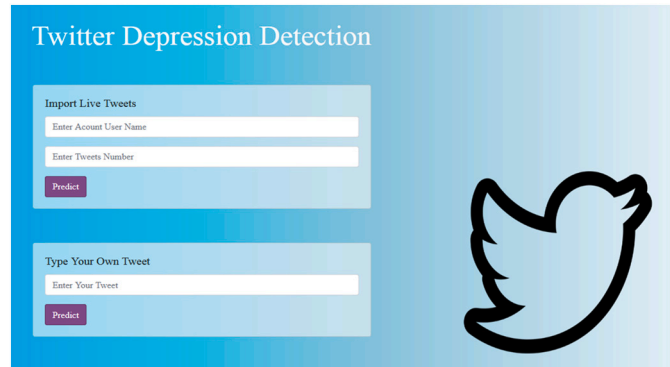 Twitter Depression Detection
Import Live Tweets
Enter Acount User Name
Enter Tweets Number
Predict
Type Your Own Tweet
Enter Your Tweet
Predict